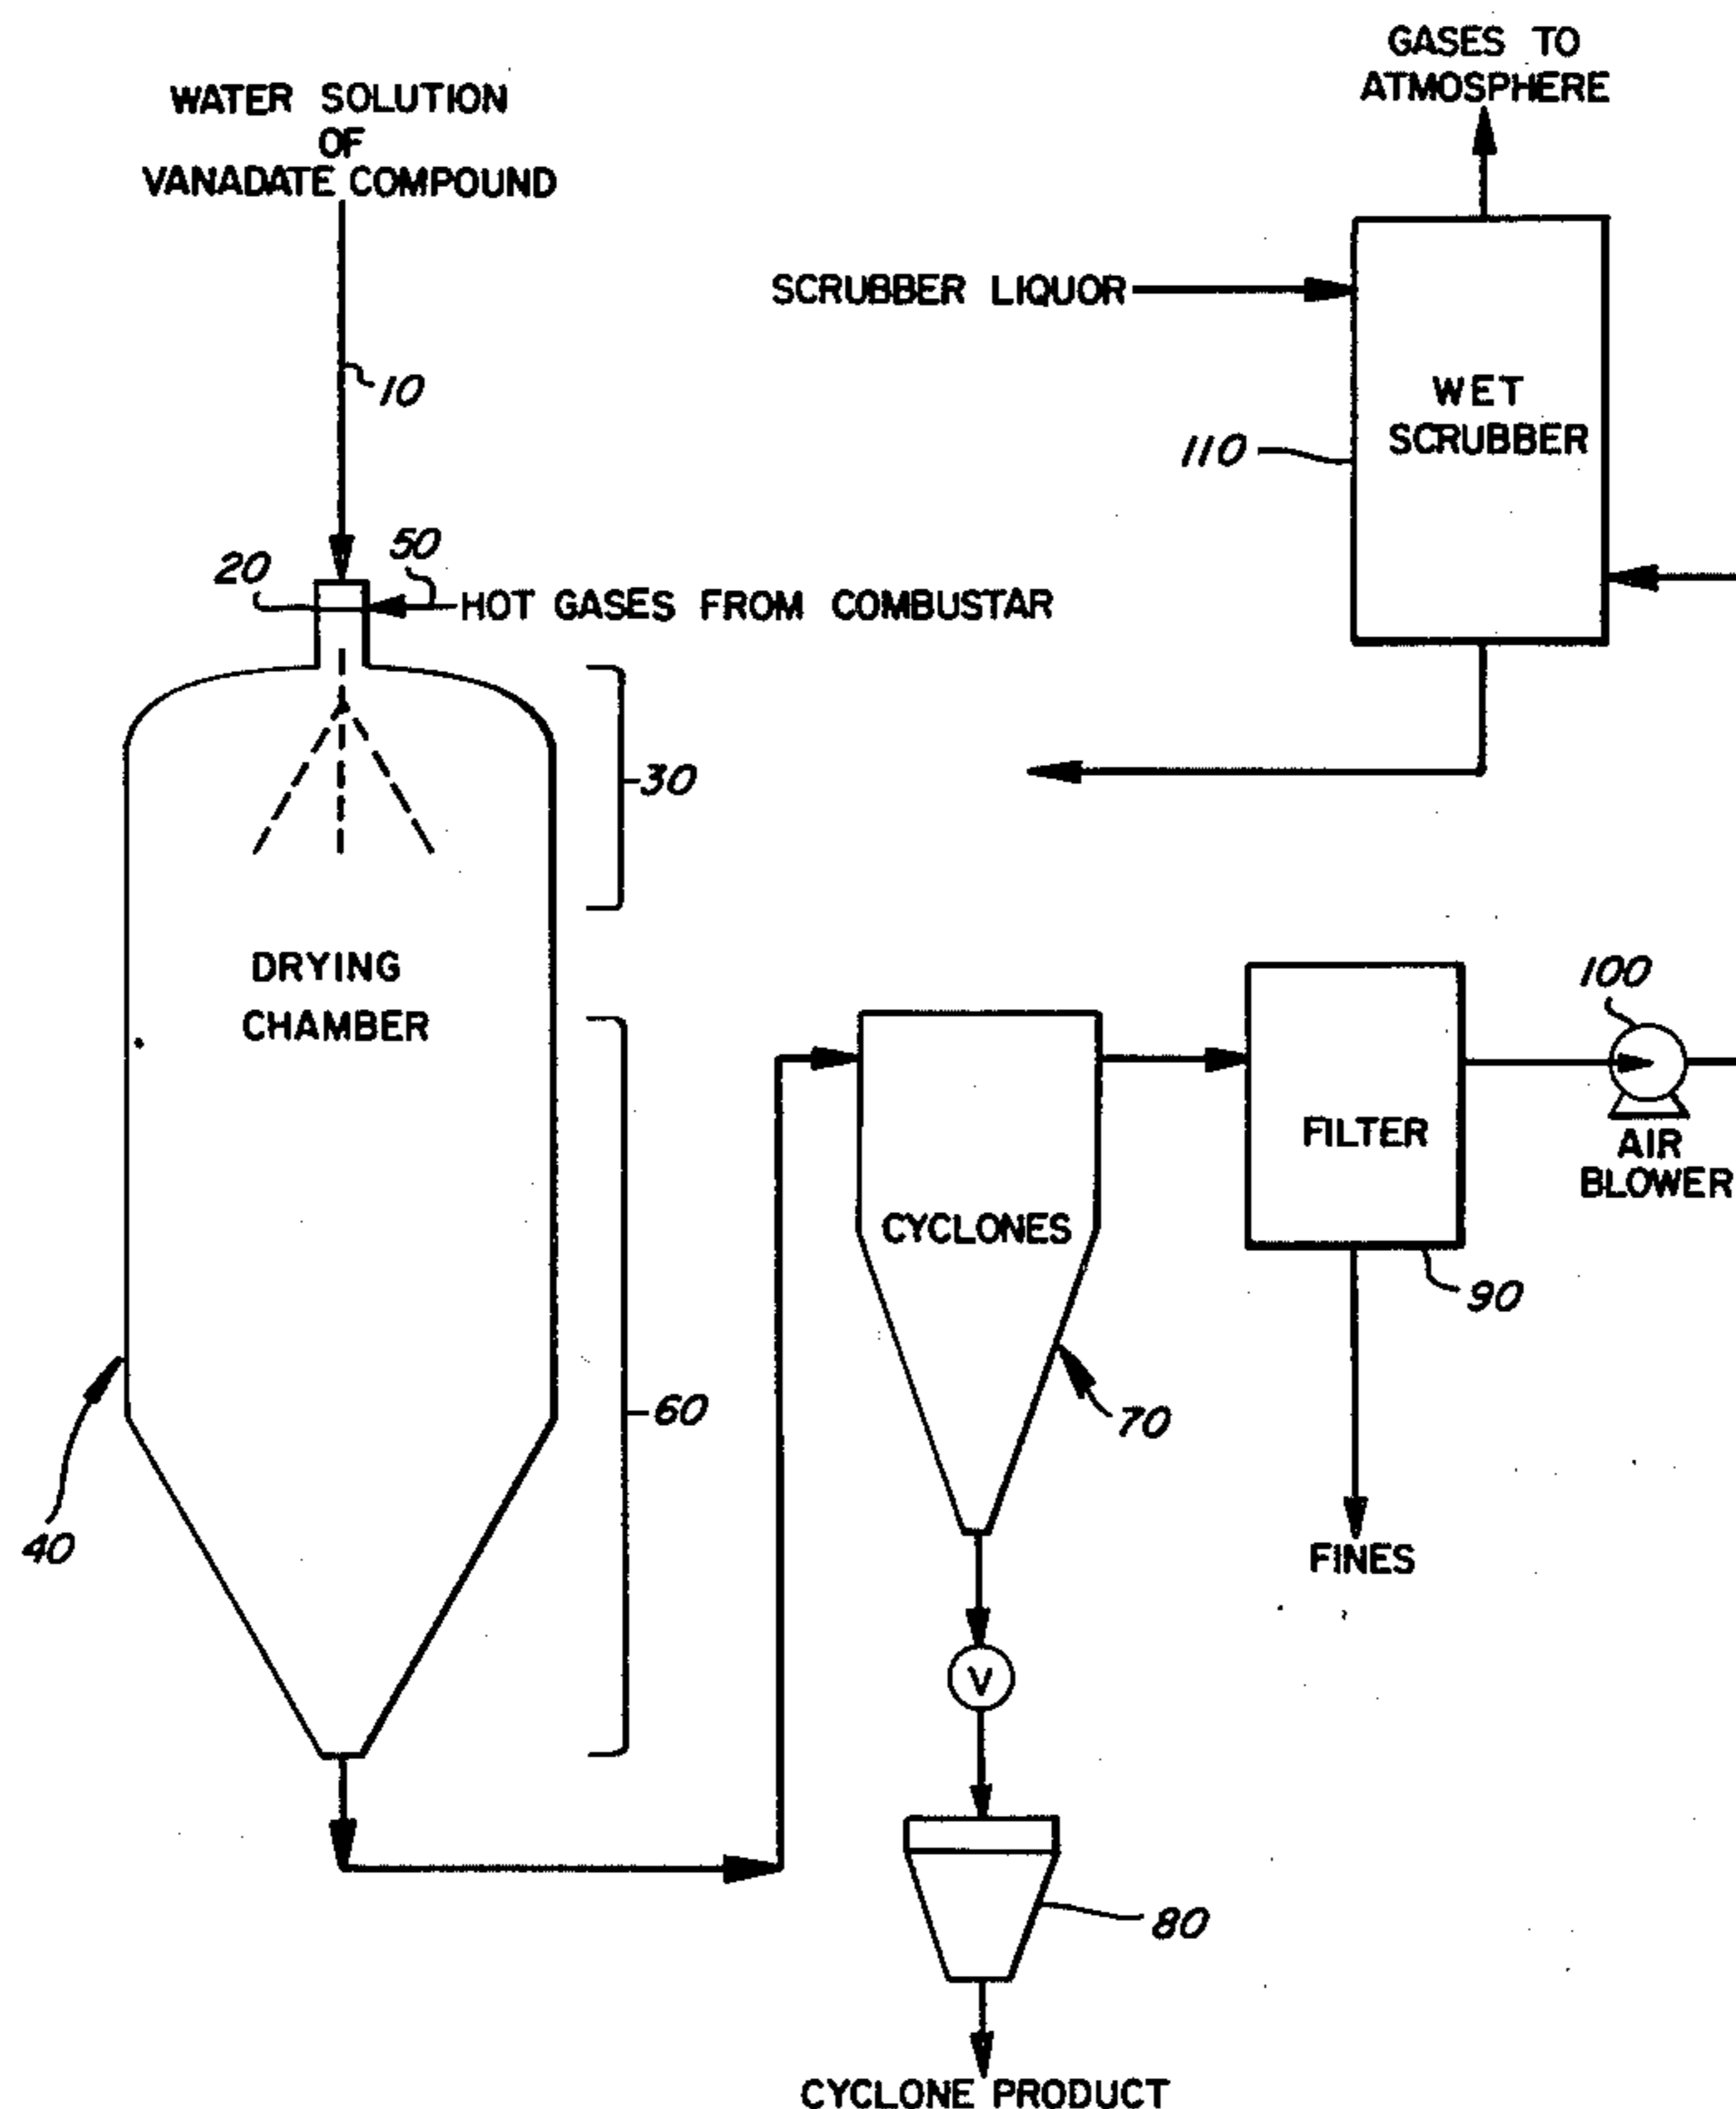 WATER SOLUTION
OF
VANADATE COMPOUND
10
20
50
HOT GASES FROM COMBUSTAR
30
DRYING
CHAMBER
60
40
GASES TO
ATMOSPHERE
SCRUBBER LIQUOR
WET
SCRUBBER
110
CYCLONES
70
FILTER
90
100
AIR
BLOWER
FINES
V
80
CYCLONE PRODUCT